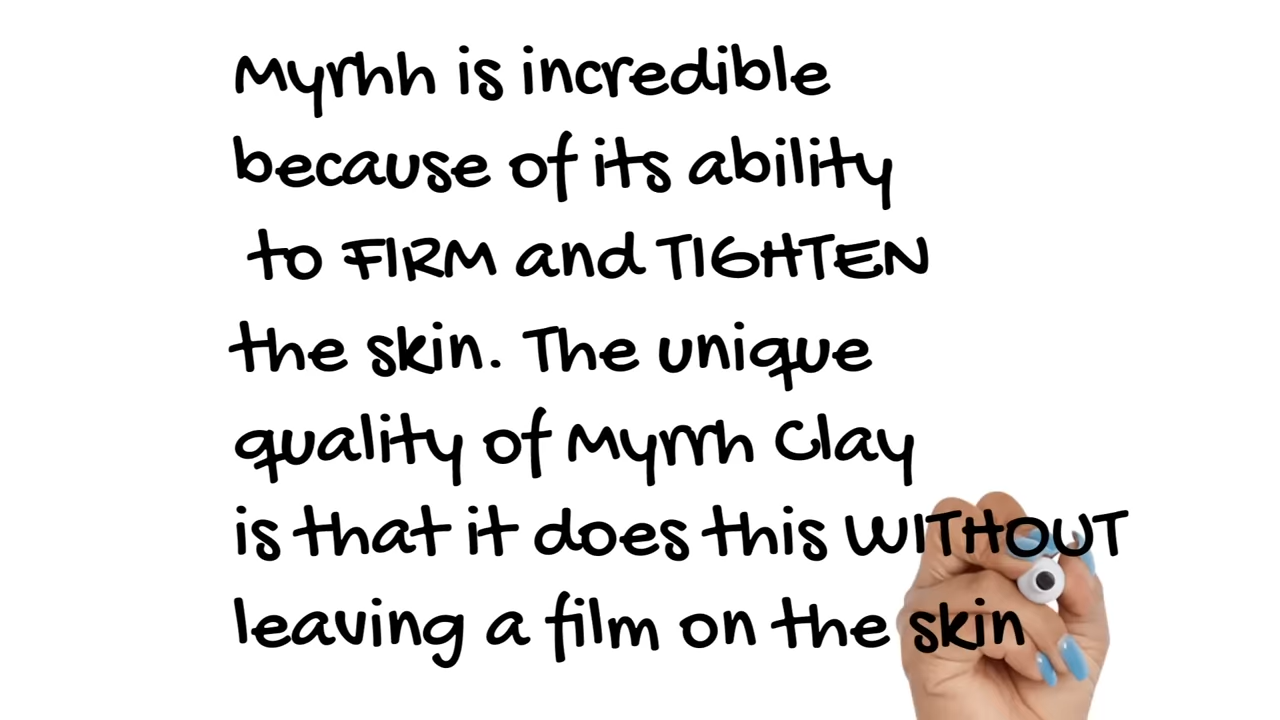 Myrhh is incredible
because of its ability
to FIRM and TIGHTEN
the skin. The unique
quality of Myrrh Clay
is that it does this WITHOUT
leaving a film on the skin